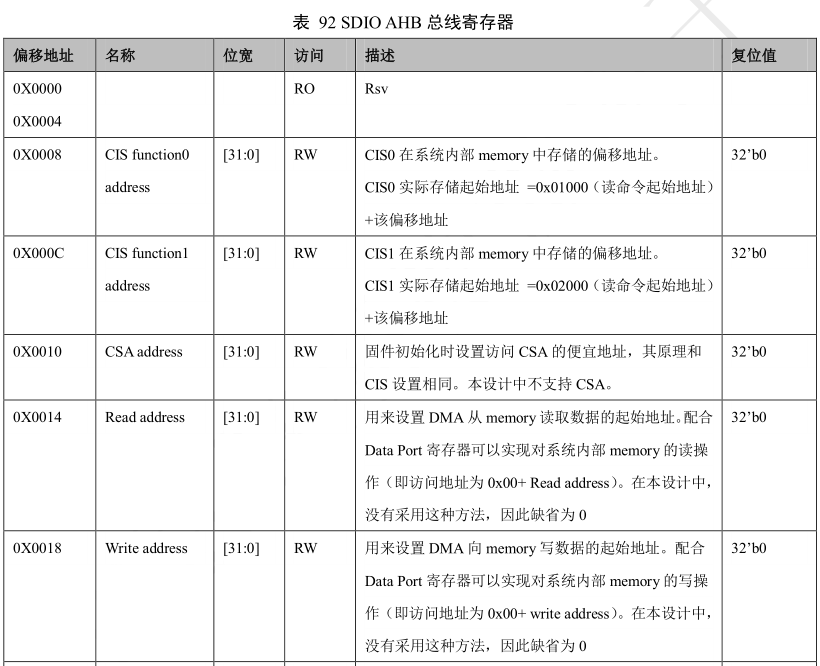 表 92 SDIO AHB 总线寄存器
偏移地址 名称 位宽 访问 描述 复位值
0X0000 RO Rsv
0X0004
0X0008 CIS function0 [31:0] RW CIS0 在系统内部 memory 中存储的偏移地址。 32’b0
address CIS0 实际存储起始地址 =0x01000（读命令起始地址）
+该偏移地址
0X000C CIS function1 [31:0] RW CIS1 在系统内部 memory 中存储的偏移地址。 32’b0
address CIS1 实际存储起始地址 =0x02000（读命令起始地址）
+该偏移地址
0X0010 CSA address [31:0] RW 固件初始化时设置访问 CSA 的便宜地址，其原理和 32’b0
CIS 设置相同。本设计中不支持 CSA。
0X0014 Read address [31:0] RW 用来设置 DMA 从 memory 读取数据的起始地址。配合 32’b0
Data Port 寄存器可以实现对系统内部 memory 的读操
作（即访问地址为 0x00+ Read address）。在本设计中，
没有采用这种方法，因此缺省为 0
0X0018 Write address [31:0] RW 用来设置 DMA 向 memory 写数据的起始地址。配合 32’b0
Data Port 寄存器可以实现对系统内部 memory 的写操
作（即访问地址为 0x00+ write address）。在本设计中，
没有采用这种方法，因此缺省为 0